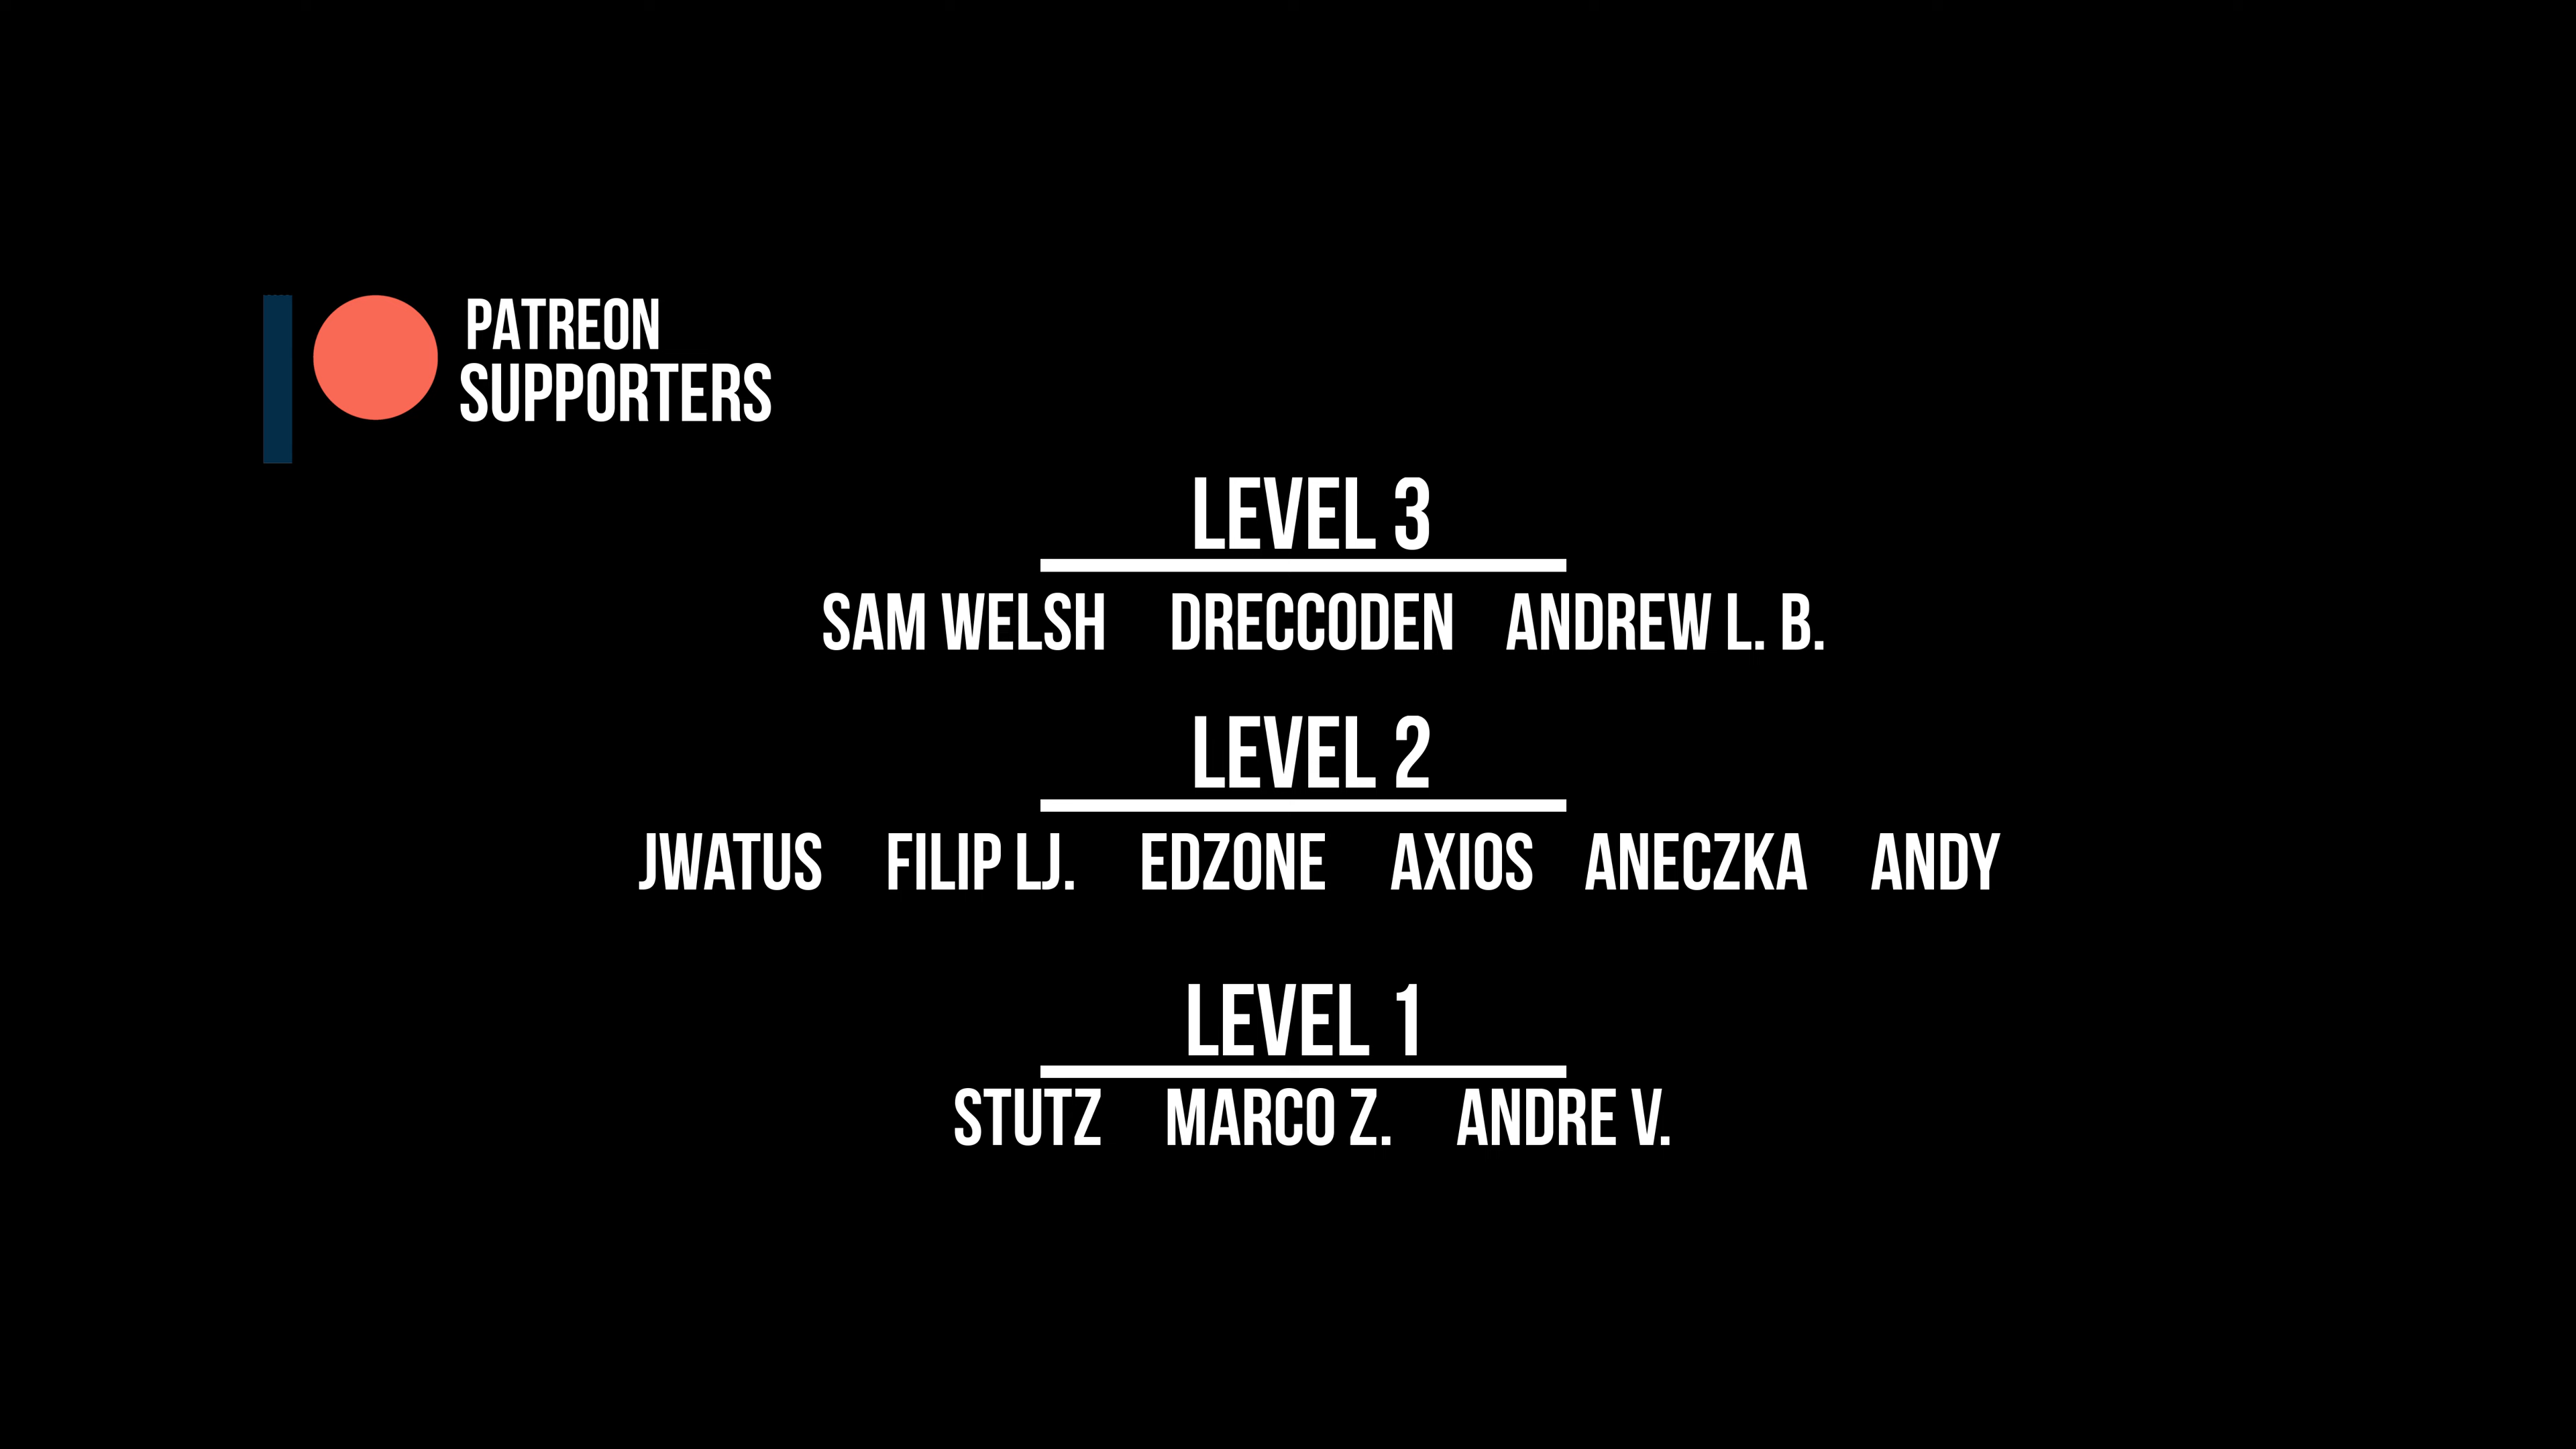 PATREON
SUPPORTERS
LEVEL 3
SAM WELSH DRECCODEN ANDREW L. B.
LEVEL 2
JWATUS FILIP LJ. EDZONE AXIOS ANECZKA ANDY
LEVEL 1
STUTZ MARCO Z. ANDRE V.